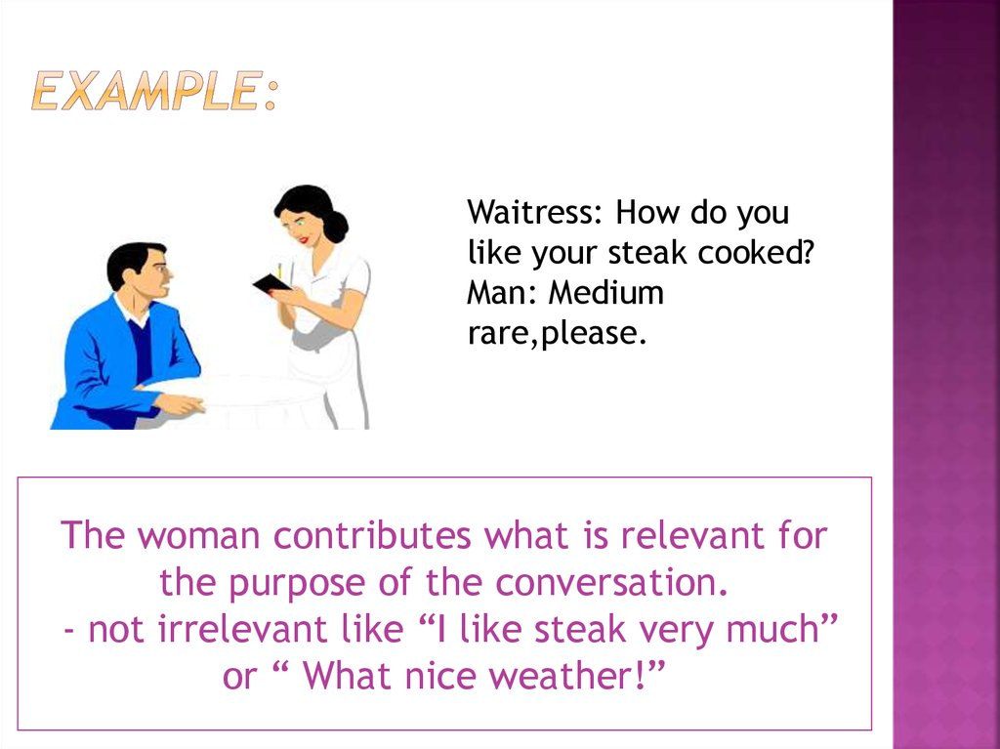 EXAMPLE:
Waitress: How do you
like your steak cooked?
Man: Medium
rare,please.
The woman contributes what is relevant for
the purpose of the conversation.
- not irrelevant like “I like steak very much”
or “ What nice weather!”